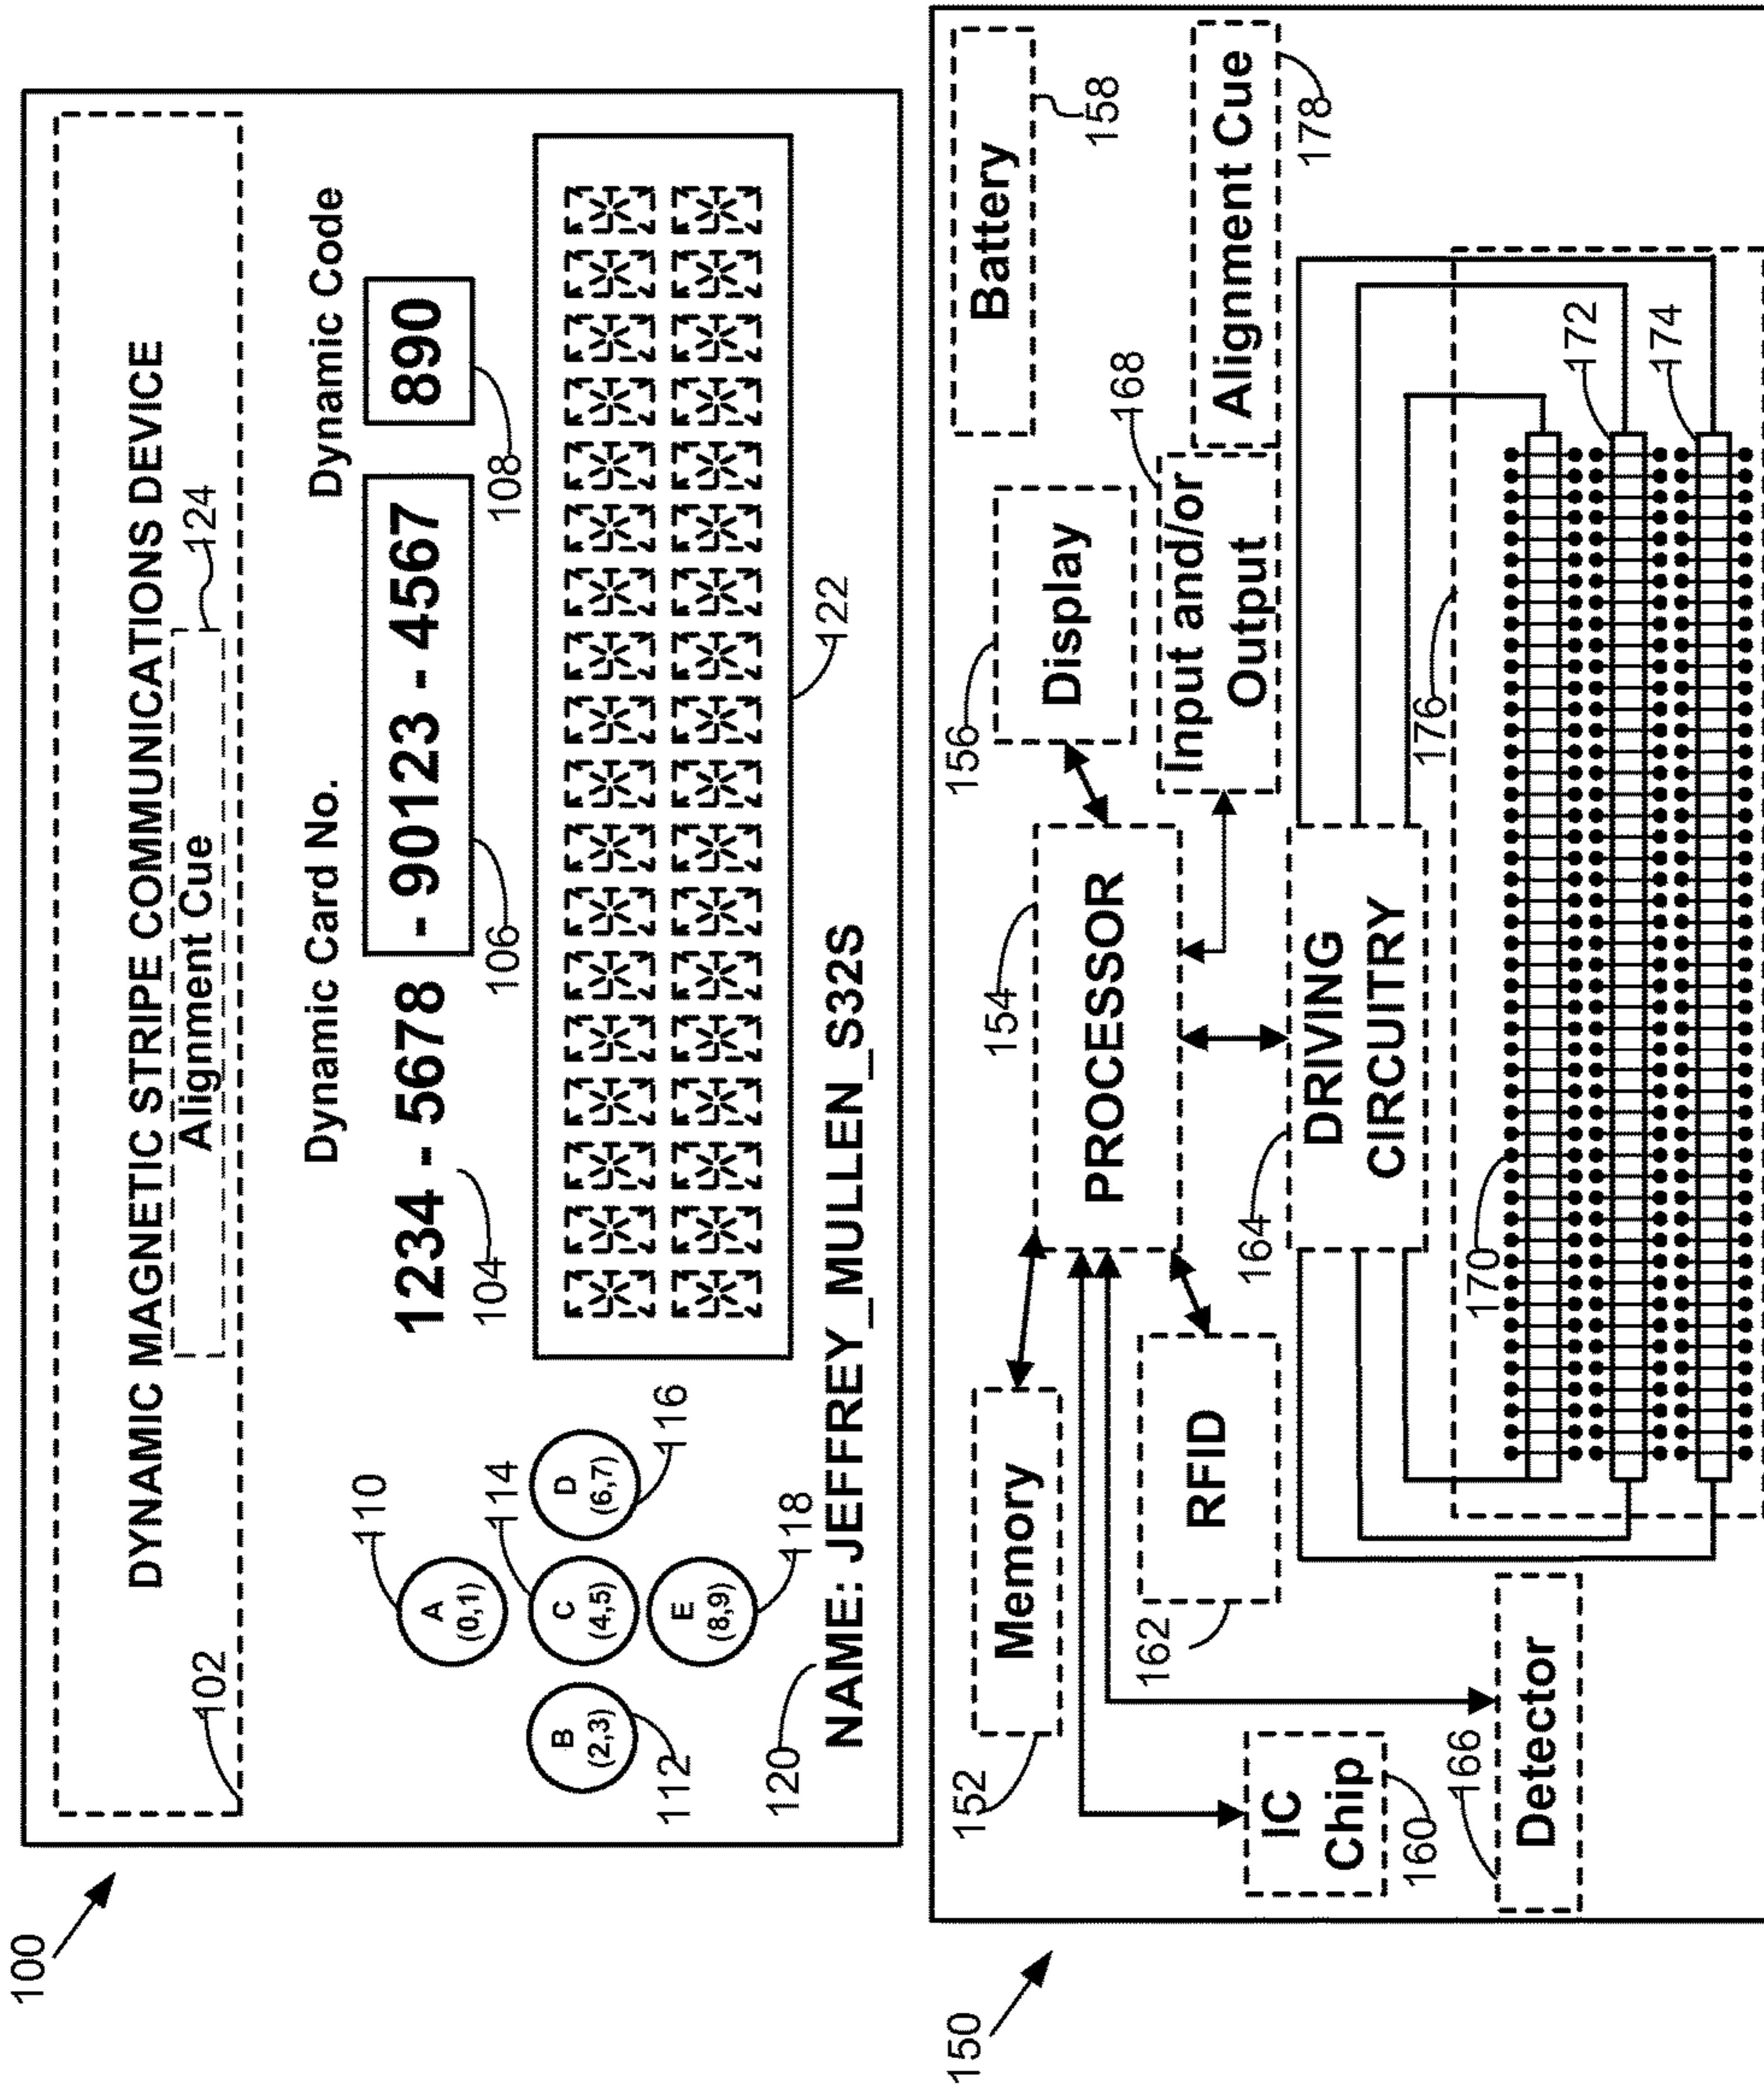 100
DYNAMIC MAGNETIC STRIPE COMMUNICATIONS DEVICE
102
Alignment Cue
124
Dynamic Card No.
Dynamic Code
1234 - 5678 - 90123 - 4567
890
104
106
108
110
A
(0,1)
114
B
(2,3)
C
(4,5)
D
(6,7)
116
112
E
(8,9)
118
122
120
NAME: JEFFREY_MULLEN_S32S
150
152
Memory
154
PROCESSOR
156
Display
Battery
158
IC
Chip
160
162
RFID
164
DRIVING
CIRCUITRY
168
Input and/or
Output
Alignment Cue
178
166
Detector
170
176
172
174